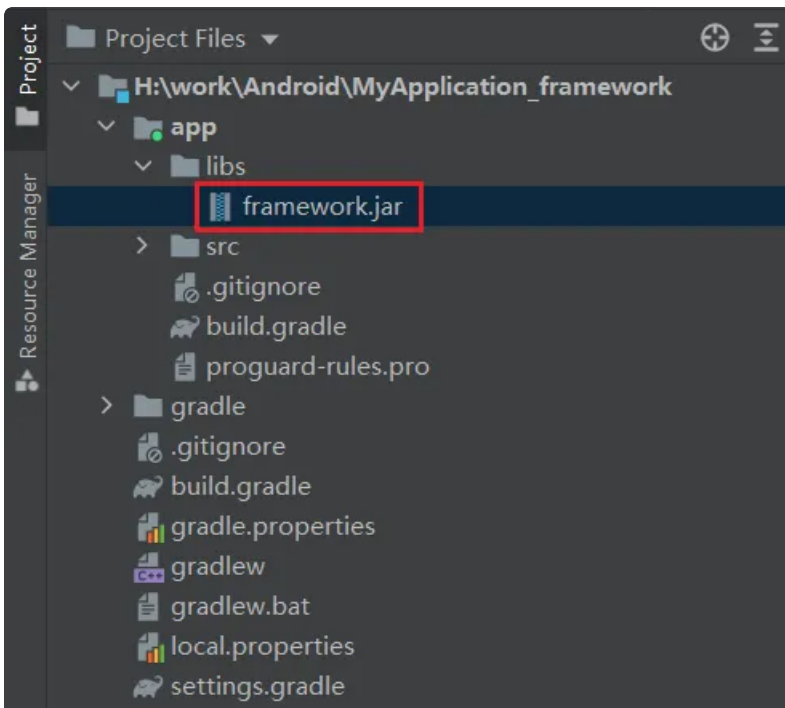 Project
Resource Manager
Project Files
H:\work\Android\MyApplication_framework
app
libs
framework.jar
src
.gitignore
build.gradle
proguard-rules.pro
gradle
.gitignore
build.gradle
gradle.properties
C++
gradlew
gradlew.bat
local.properties
settings.gradle